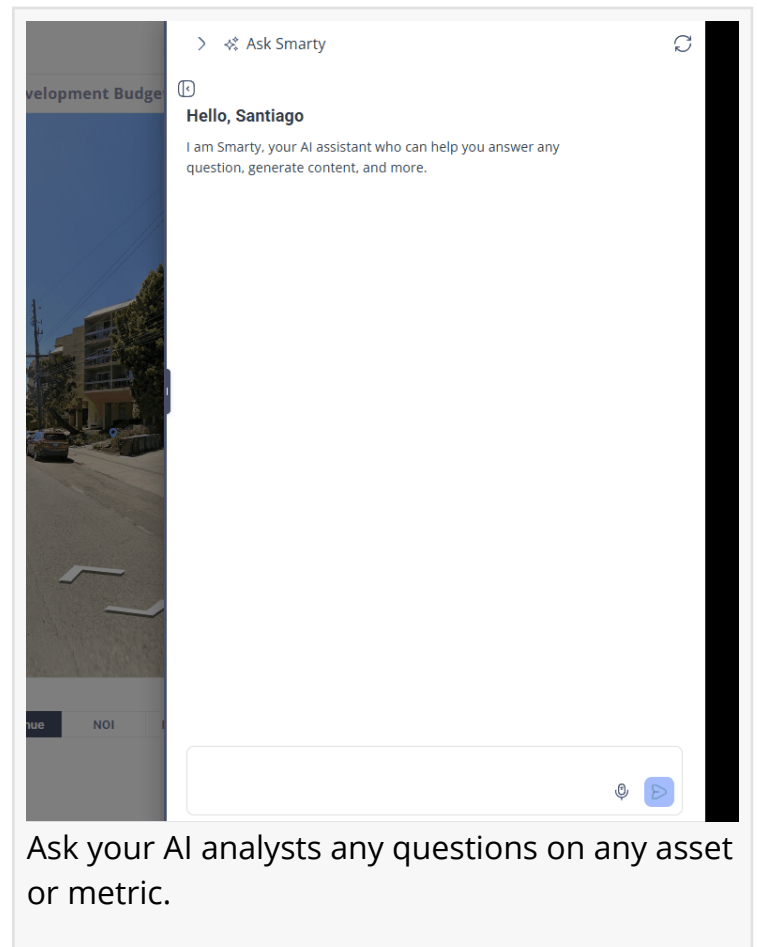 Ask Smarty
velopment Budge
Hello, Santiago
I am Smarty, your AI assistant who can help you answer any
question, generate content, and more.
nue NOI
Ask your AI analysts any questions on any asset
or metric.